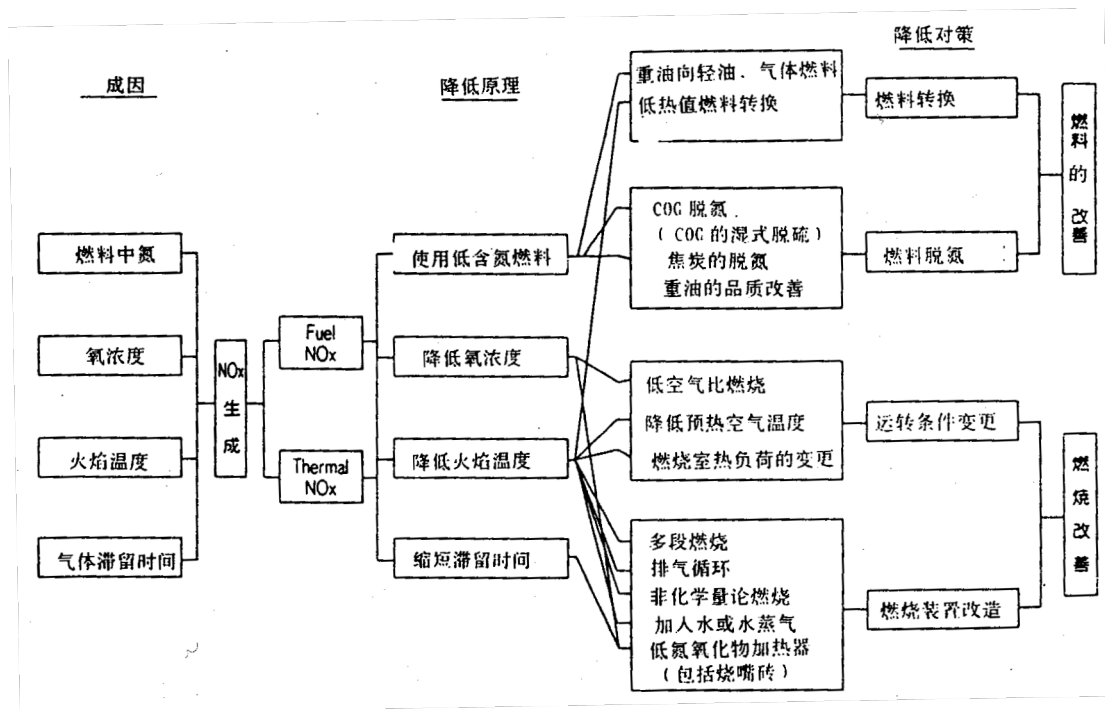 成因
降低原理
降低对策
燃料中氮
氧浓度
火焰温度
气体滞留时间
NOx生成
Fuel
NOx
Thermal
NOx
使用低含氮燃料
降低氧浓度
降低火焰温度
缩短滞留时间
重油向轻油、气体燃料
低热值燃料转换
COG 脱氮
(COG的湿式脱硫)
焦炭的脱氮
重油的品质改善
低空气比燃烧
降低预热空气温度
燃烧室热负荷的变更
多段燃烧
排气循环
非化学量论燃烧
加入水或水蒸气
低氮氧化物加热器
(包括烧嘴砖)
燃料转换
燃料脱氮
运转条件变更
燃烧装置改造
燃料的改善
燃烧改善